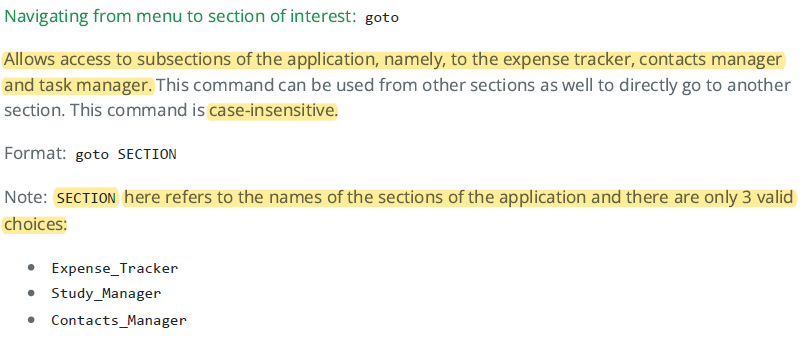 Navigating from menu to section of interest: goto
Allows access to subsections of the application, namely, to the expense tracker, contacts manager
and task manager. This command can be used from other sections as well to directly go to another
section. This command is case-insensitive.
Format: goto SECTION
Note: SECTION here refers to the names of the sections of the application and there are only 3 valid
choices:
• Expense_Tracker
• Study_Manager
• Contacts_Manager